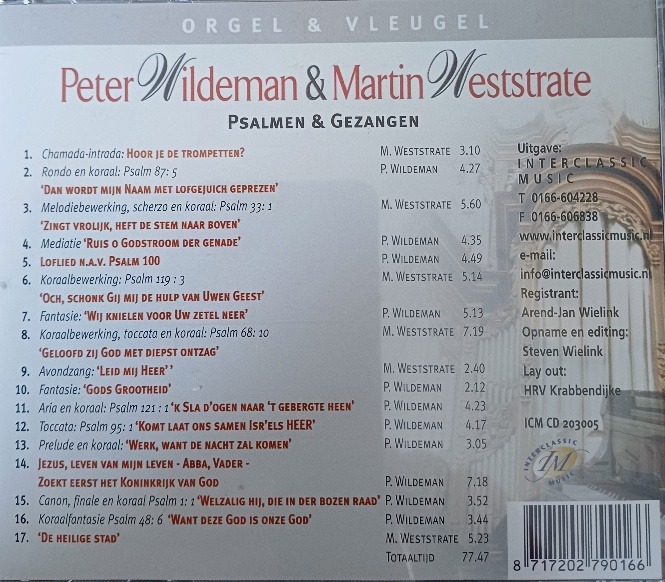 ORGEL & VLEUGEL
Peter Wildeman & Martin Weststrate
PSALMEN & GEZANGEN
1. Chamada-intrada: HOOR JE DE TROMPETTEN? M. WESTSTRATE 3.10
2. Rondo en koraal: Psalm 87: 5 P. WILDEMAN 4.27
‘DAN WORDT MIJN NAAM MET LOFGEJUICH GEPREZEN’
3. Melodiebewerking, scherzo en koraal: Psalm 33: 1 M. WESTSTRATE 5.60
‘ZINGT VROLIJK, HEFT DE STEM NAAR BOVEN’
4. Mediatie ‘RUIS O GODSTROOM DER GENADE’ P. WILDEMAN 4.35
5. LOFLIED N.A.V. PSALM 100 P. WILDEMAN 4.49
6. Koraalbewerking: Psalm 119 : 3 M. WESTSTRATE 5.14
‘OCH, SCHONK GIJ MIJ DE HULP VAN UWEN GEEST’
7. Fantasie: ‘WIJ KNIELEN VOOR UW ZETEL NEER’ P. WILDEMAN 5.13
8. Koraalbewerking, toccata en koraal: Psalm 68: 10 M. WESTSTRATE 7.19
‘GELOOFD ZIJ GOD MET DIEPST ONTZAG’
9. Avondzang: ‘LEID MIJ HEER’’ M. WESTSTRATE 2.40
10. Fantasie: ‘GODS GROOTHEID’ P. WILDEMAN 2.12
11. Aria en koraal: Psalm 121 : 1 ‘K SLA D’OGEN NAAR ‘T GEBERGTE HEEN’ P. WILDEMAN 4.23
12. Toccata: Psalm 95: 1 ‘KOMT LAAT ONS SAMEN ISR’ELS HEER’ P. WILDEMAN 4.17
13. Prelude en koraal: ‘WERK, WANT DE NACHT ZAL KOMEN’ P. WILDEMAN 3.05
14. JEZUS, LEVEN VAN MIJN LEVEN - ABBA, VADER -
ZOEKT EERST HET KONINKRIJK VAN GOD P. WILDEMAN 7.18
15. Canon, finale en koraal Psalm 1: 1 ‘WELZALIG HIJ, DIE IN DER BOZEN RAAD’ P. WILDEMAN 3.52
16. Koraalfantasie Psalm 48: 6 ‘WANT DEZE GOD IS ONZE GOD’ P. WILDEMAN 3.44
17. ‘DE HEILIGE STAD’ M. WESTSTRATE 5.23
TOTAALTIJD 77.47
Uitgave:
INTERCLASSIC
MUSIC
T 0166-604228
F 0166-606838
www.interclassicmusic.nl
e-mail:
info@interclassicmusic.nl
Registrant:
Arend-Jan Wielink
Opname en editing:
Steven Wielink
Lay out:
HRV Krabbendijke
ICM CD 203005
INTERCLASSIC
IM
MUSIC
8 717202 790166